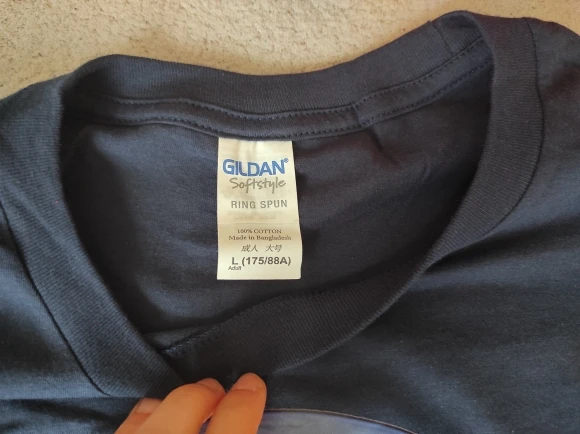 GILDAN®
Softstyle
RING SPUN
100% COTTON
Made in Bangladesh
成人 大号
L (175/88A)
Adult